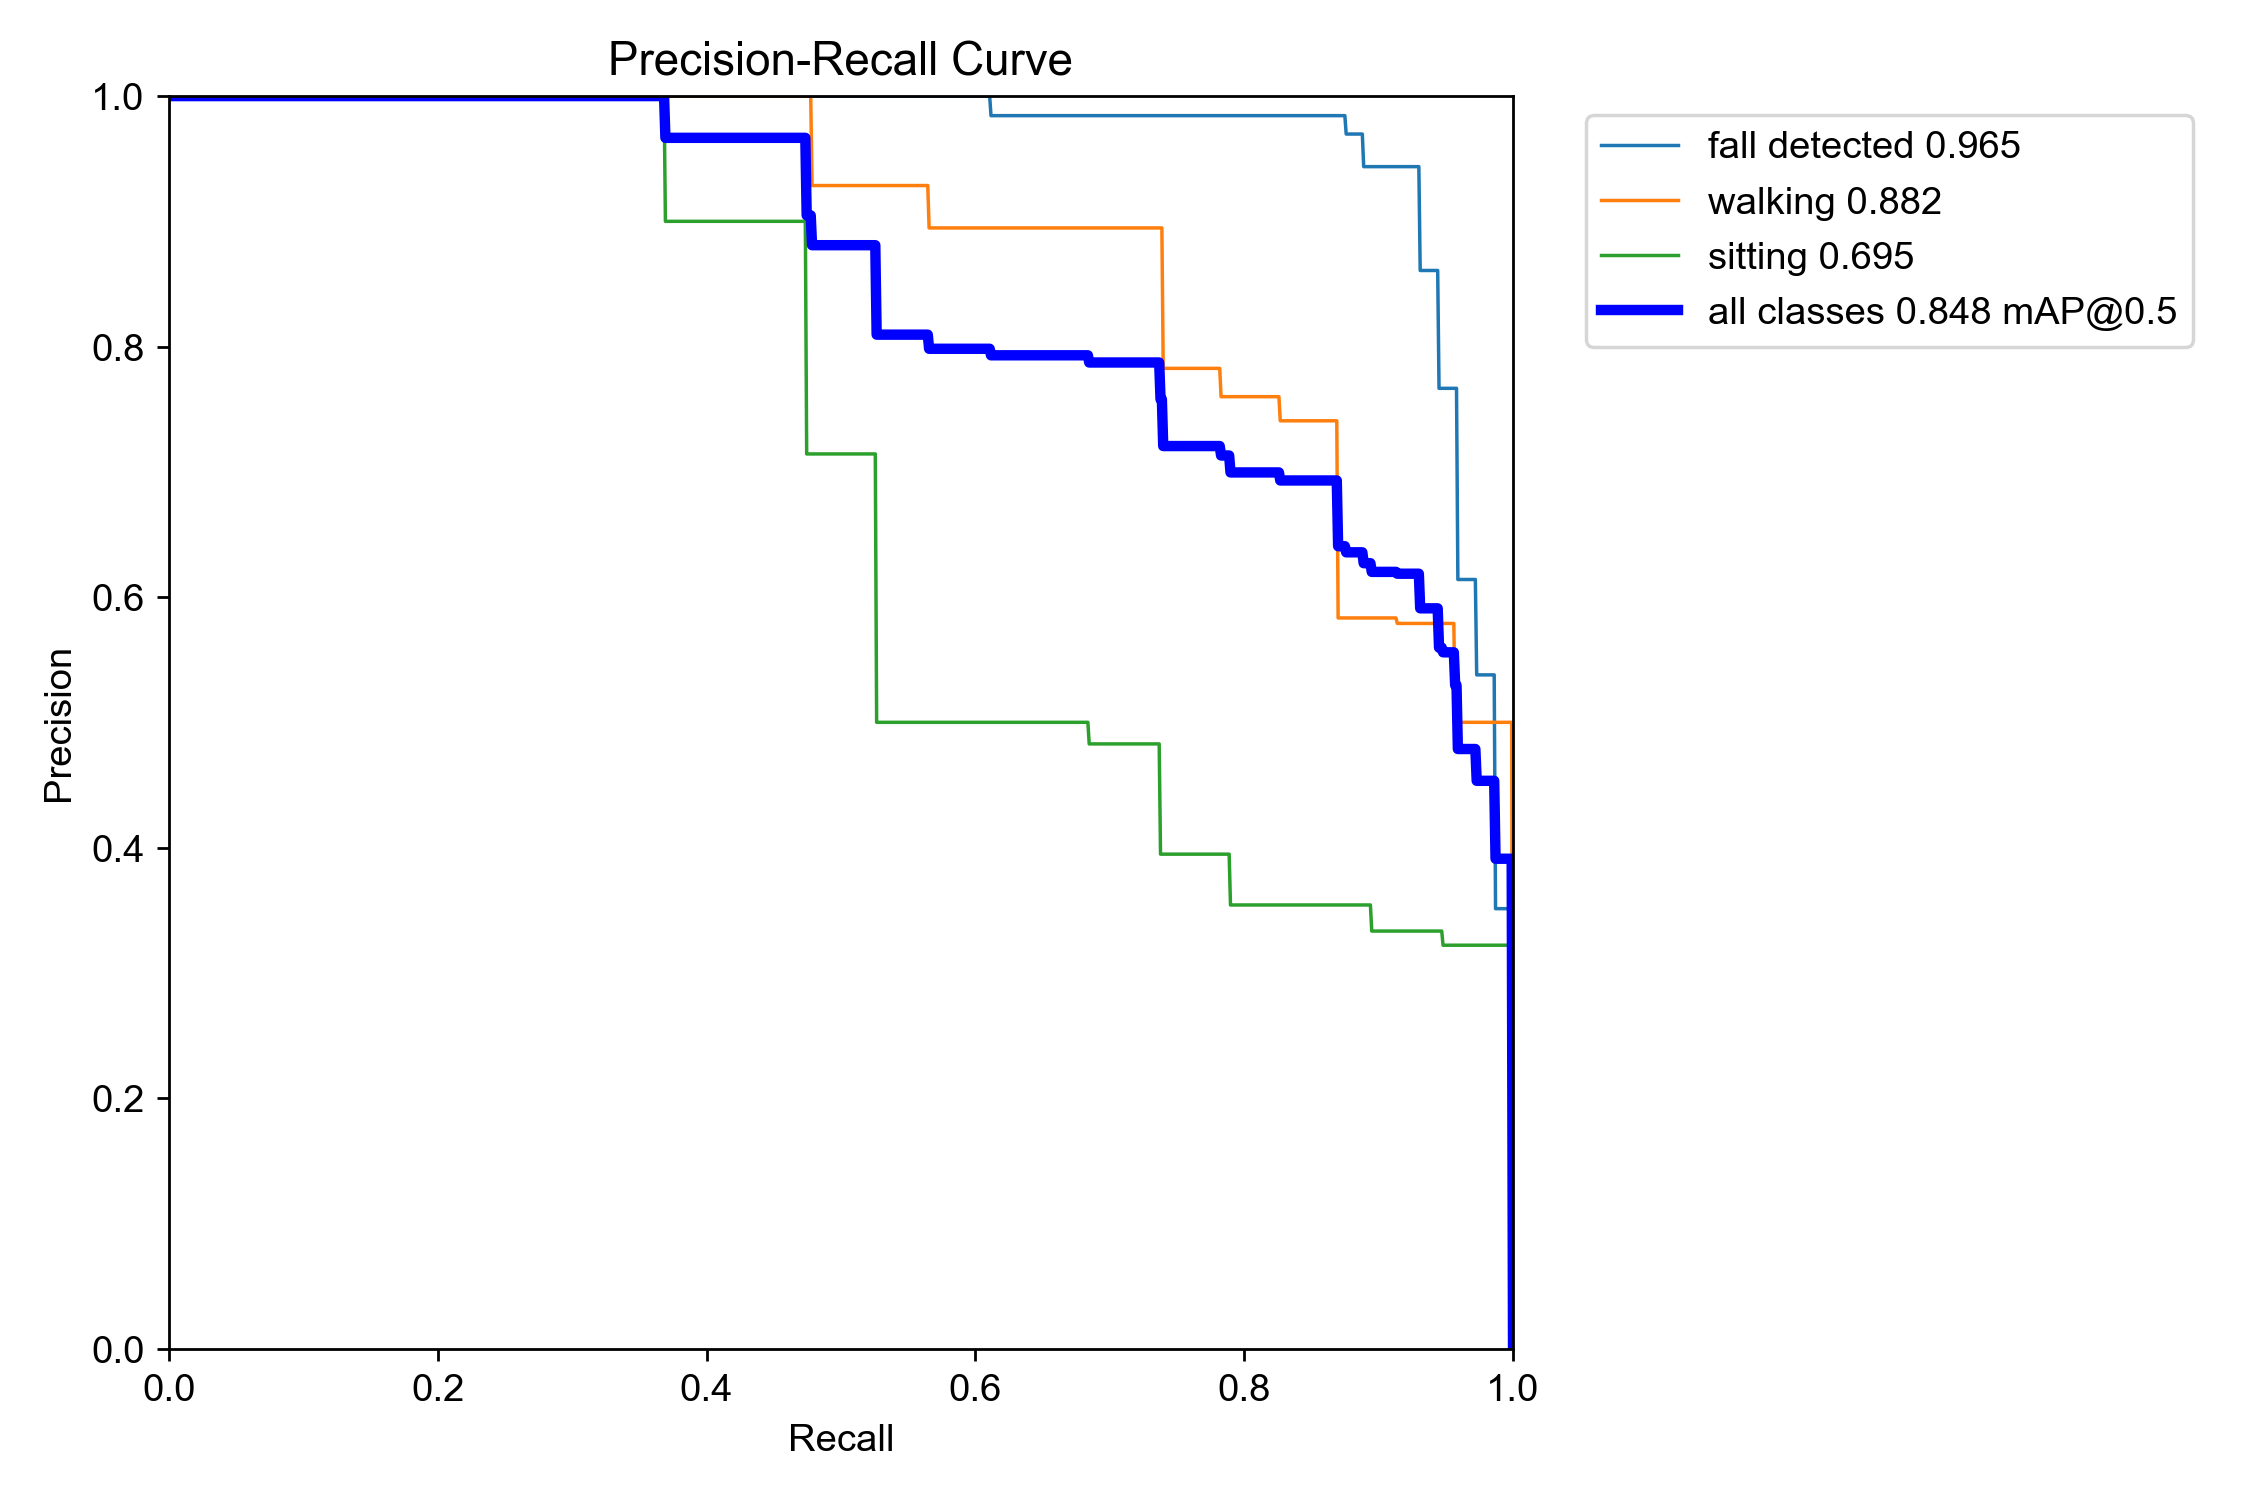 Precision-Recall Curve
1.0
0.8
0.6
0.4
0.2
0.0
Precision
0.0 0.2 0.4 0.6 0.8 1.0
Recall
fall detected 0.965
walking 0.882
sitting 0.695
all classes 0.848 mAP@0.5